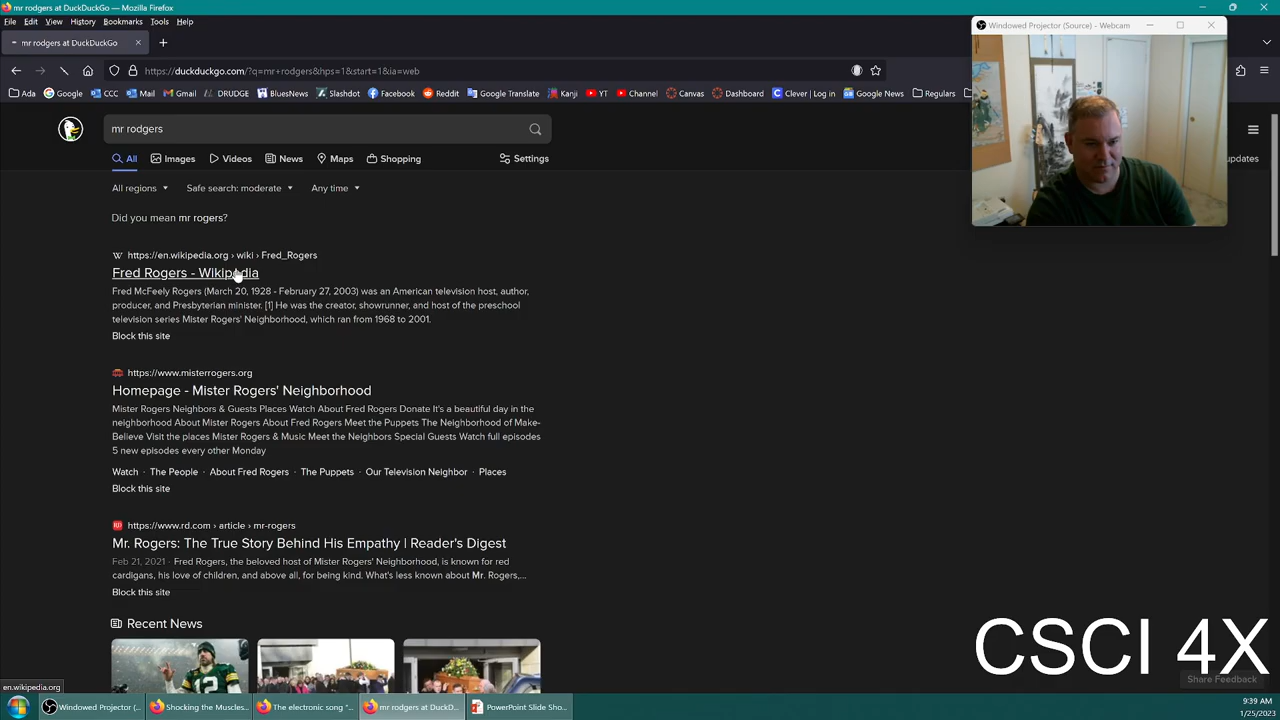 mr rodgers at DuckDuckGo — Mozilla Firefox
File Edit View History Bookmarks Tools Help
Windowed Projector (Source) - Webcam
mr rodgers at DuckDuckGo
https://duckduckgo.com/?q=mr+rodgers&hps=1&start=1&ia=web
Ada Google CCC Mail Gmail DRUDGE BluesNews Slashdot Facebook Reddit Google Translate Kanji YT Channel Canvas Dashboard Clever | Log in Google News Regulars
mr rodgers
All Images Videos News Maps Shopping Settings
updates
All regions Safe search: moderate Any time
Did you mean mr rogers?
https://en.wikipedia.org › wiki › Fred_Rogers
Fred Rogers - Wikipedia
Fred McFeely Rogers (March 20, 1928 - February 27, 2003) was an American television host, author,
producer, and Presbyterian minister. [1] He was the creator, showrunner, and host of the preschool
television series Mister Rogers' Neighborhood, which ran from 1968 to 2001.
Block this site
https://www.misterrogers.org
Homepage - Mister Rogers' Neighborhood
Mister Rogers Neighbors & Guests Places Watch About Fred Rogers Donate It's a beautiful day in the
neighborhood About Mister Rogers About Fred Rogers Meet the Puppets The Neighborhood of Make-
Believe Visit the places Mister Rogers & Music Meet the Neighbors Special Guests Watch full episodes
5 new episodes every other Monday
Watch · The People · About Fred Rogers · The Puppets · Our Television Neighbor · Places
Block this site
https://www.rd.com › article › mr-rogers
Mr. Rogers: The True Story Behind His Empathy | Reader's Digest
Feb 21, 2021 · Fred Rogers, the beloved host of Mister Rogers' Neighborhood, is known for red
cardigans, his love of children, and above all, for being kind. What's less known about Mr. Rogers,...
Block this site
Recent News
12
CSCI 4X
Share Feedback
en.wikipedia.org
Windowed Projector (... Shocking the Muscles... The electronic song "... mr rodgers at DuckD... PowerPoint Slide Sho...
9:39 AM
1/25/2023